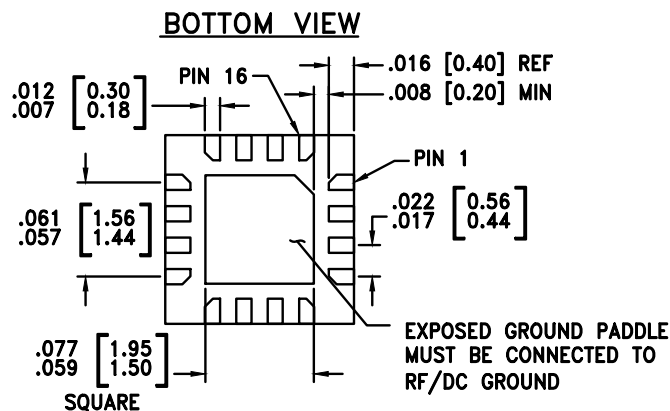 BOTTOM VIEW
.016 [0.40] REF
.008 [0.20] MIN
PIN 16
.012 [0.30
.007 0.18]
PIN 1
.022 [0.56
.017 0.44]
.061 [1.56
.057 1.44]
.077 [1.95
.059 1.50]
SQUARE
EXPOSED GROUND PADDLE
MUST BE CONNECTED TO
RF/DC GROUND